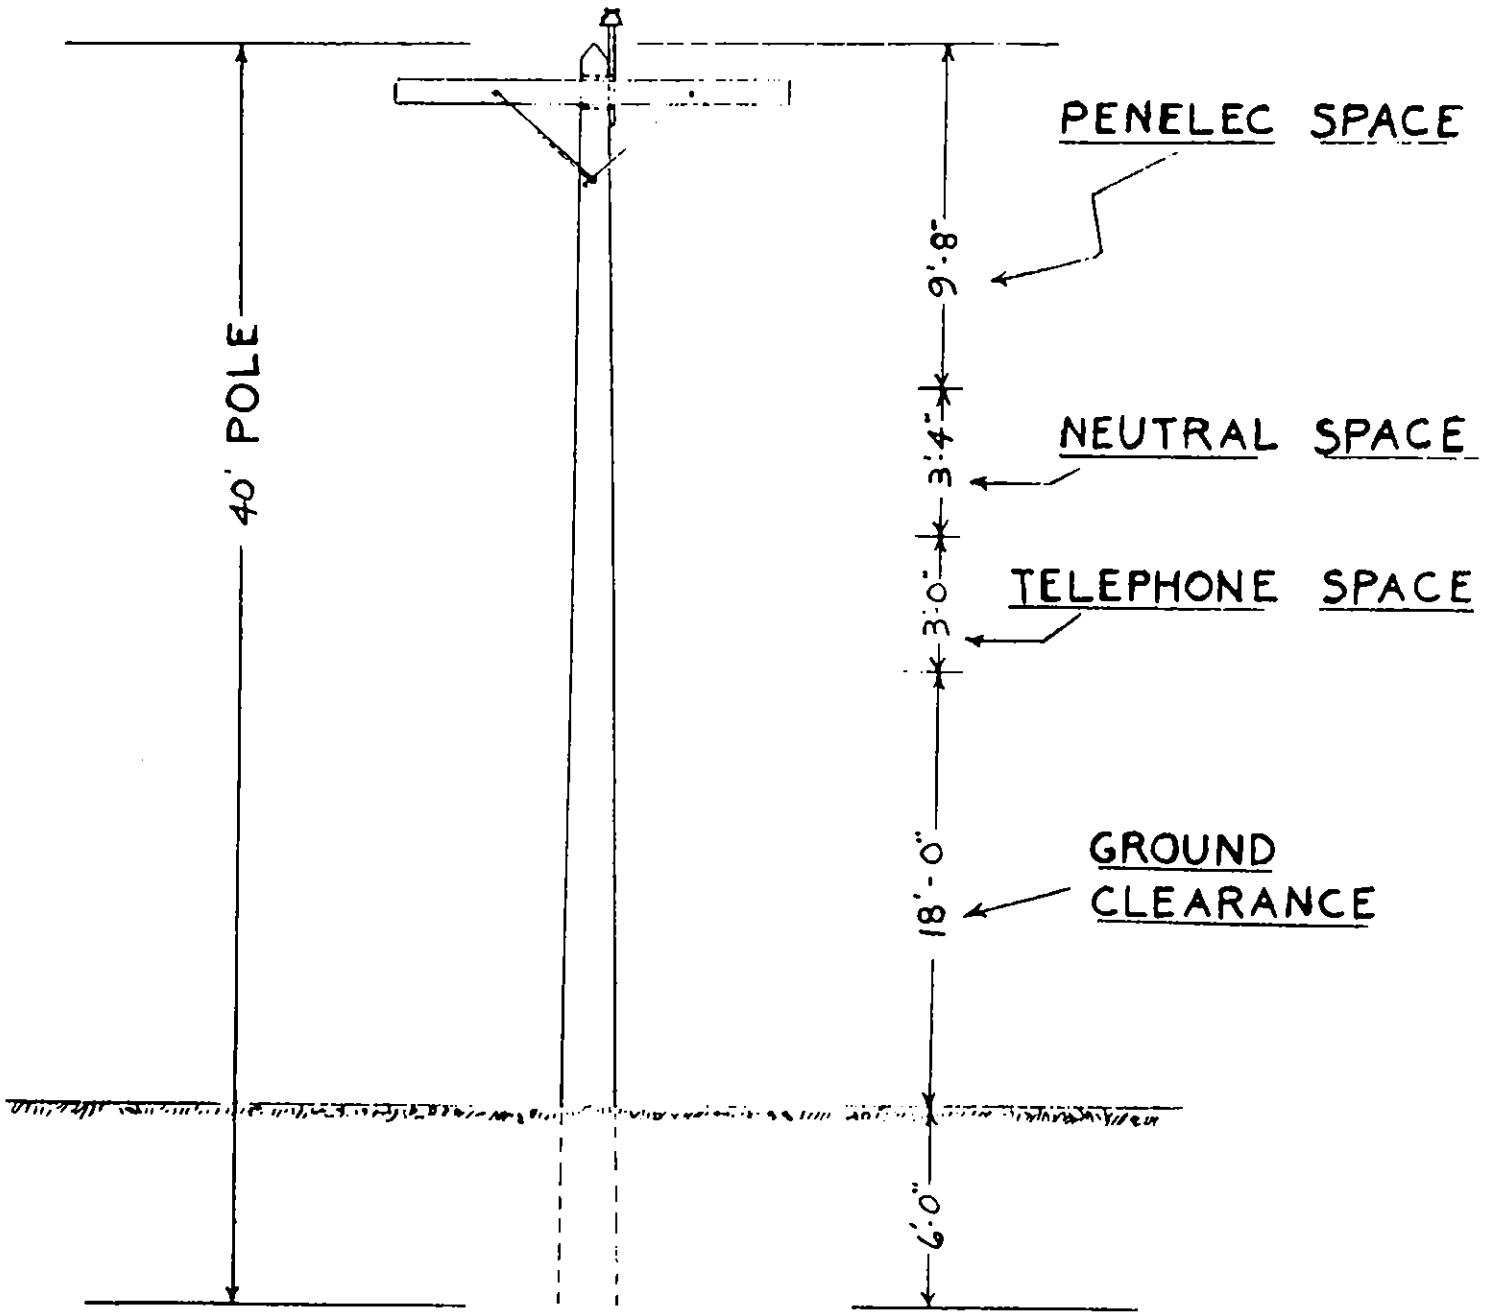 PENELEC SPACE
9'-8"
40' POLE
NEUTRAL SPACE
3'-4"
TELEPHONE SPACE
3'-0"
GROUND
CLEARANCE
18'-0"
6'-0"